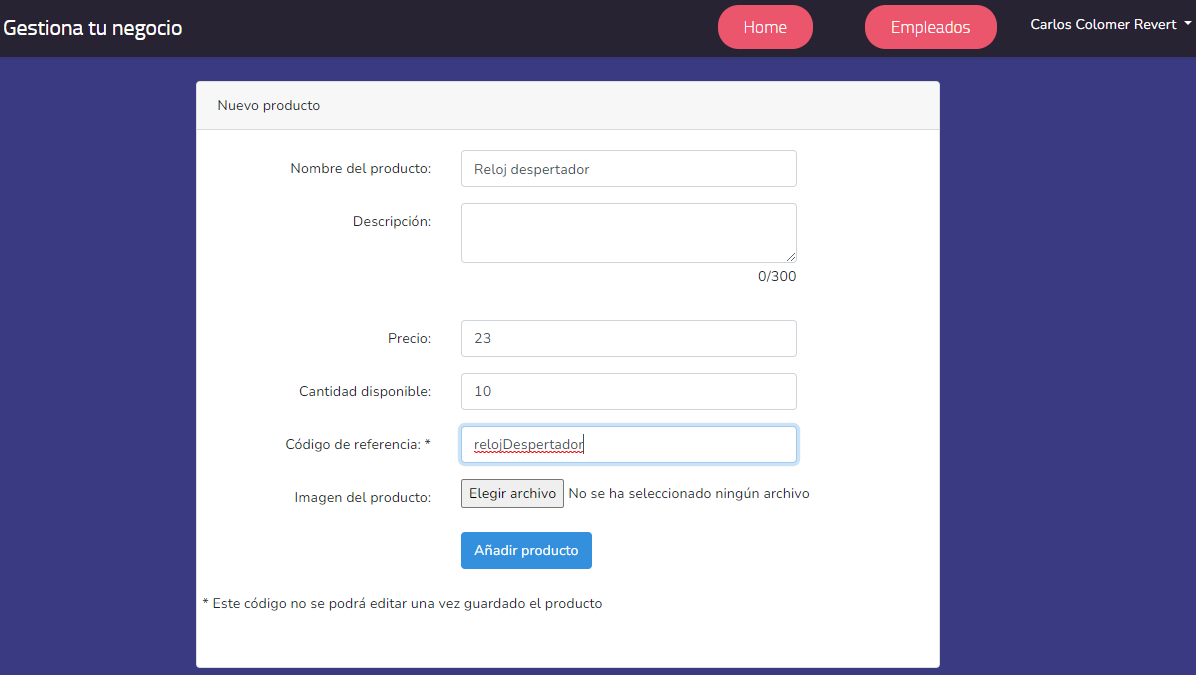 Gestiona tu negocio
Home
Empleados
Carlos Colomer Revert
Nuevo producto
Nombre del producto: Reloj despertador
Descripción:
0/300
Precio: 23
Cantidad disponible: 10
Código de referencia: * relojDespertador
Imagen del producto: Elegir archivo No se ha seleccionado ningún archivo
Añadir producto
* Este código no se podrá editar una vez guardado el producto